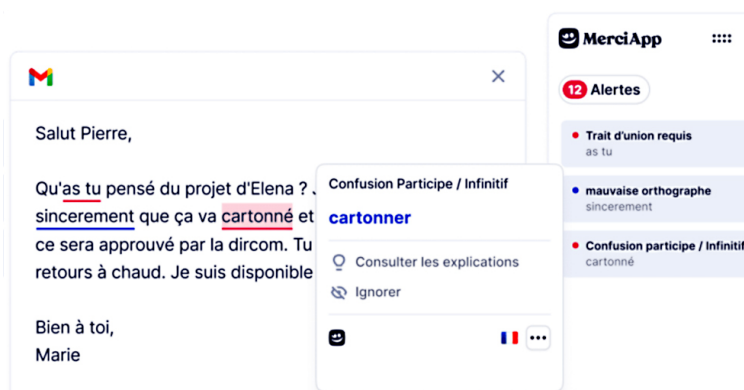 Salut Pierre,
Qu'as tu pensé du projet d'Elena ? J
sincerement que ça va cartonné et
ce sera approuvé par la dircom. Tu
retours à chaud. Je suis disponible
Bien à toi,
Marie
Confusion Participe / Infinitif
cartonner
Consulter les explications
Ignorer
MerciApp
12 Alertes
Trait d'union requis
as tu
mauvaise orthographe
sincerement
Confusion participe / Infinitif
cartonné